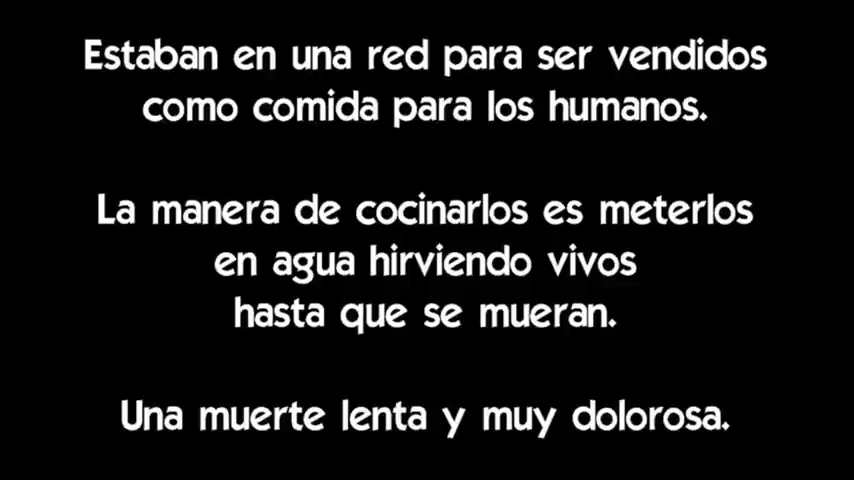 Estaban en una red para ser vendidos
como comida para los humanos.
La manera de cocinarlos es meterlos
en agua hirviendo vivos
hasta que se mueran.
Una muerte lenta y muy dolorosa.